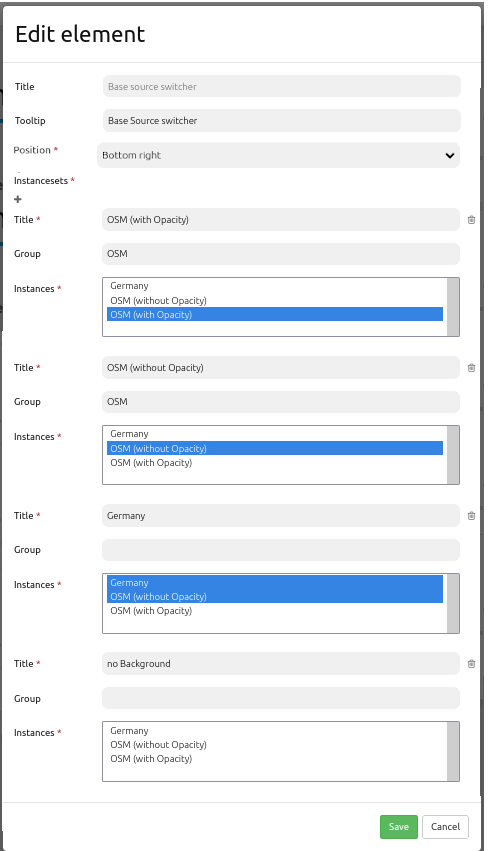 Edit element
Title Base source switcher
Tooltip Base Source switcher
Position * Bottom right
Instancesets *
+
Title * OSM (with Opacity)
Group OSM
Instances * Germany
OSM (without Opacity)
OSM (with Opacity)
Title * OSM (without Opacity)
Group OSM
Instances * Germany
OSM (without Opacity)
OSM (with Opacity)
Title * Germany
Group
Instances * Germany
OSM (without Opacity)
OSM (with Opacity)
Title * no Background
Group
Instances * Germany
OSM (without Opacity)
OSM (with Opacity)
Save Cancel